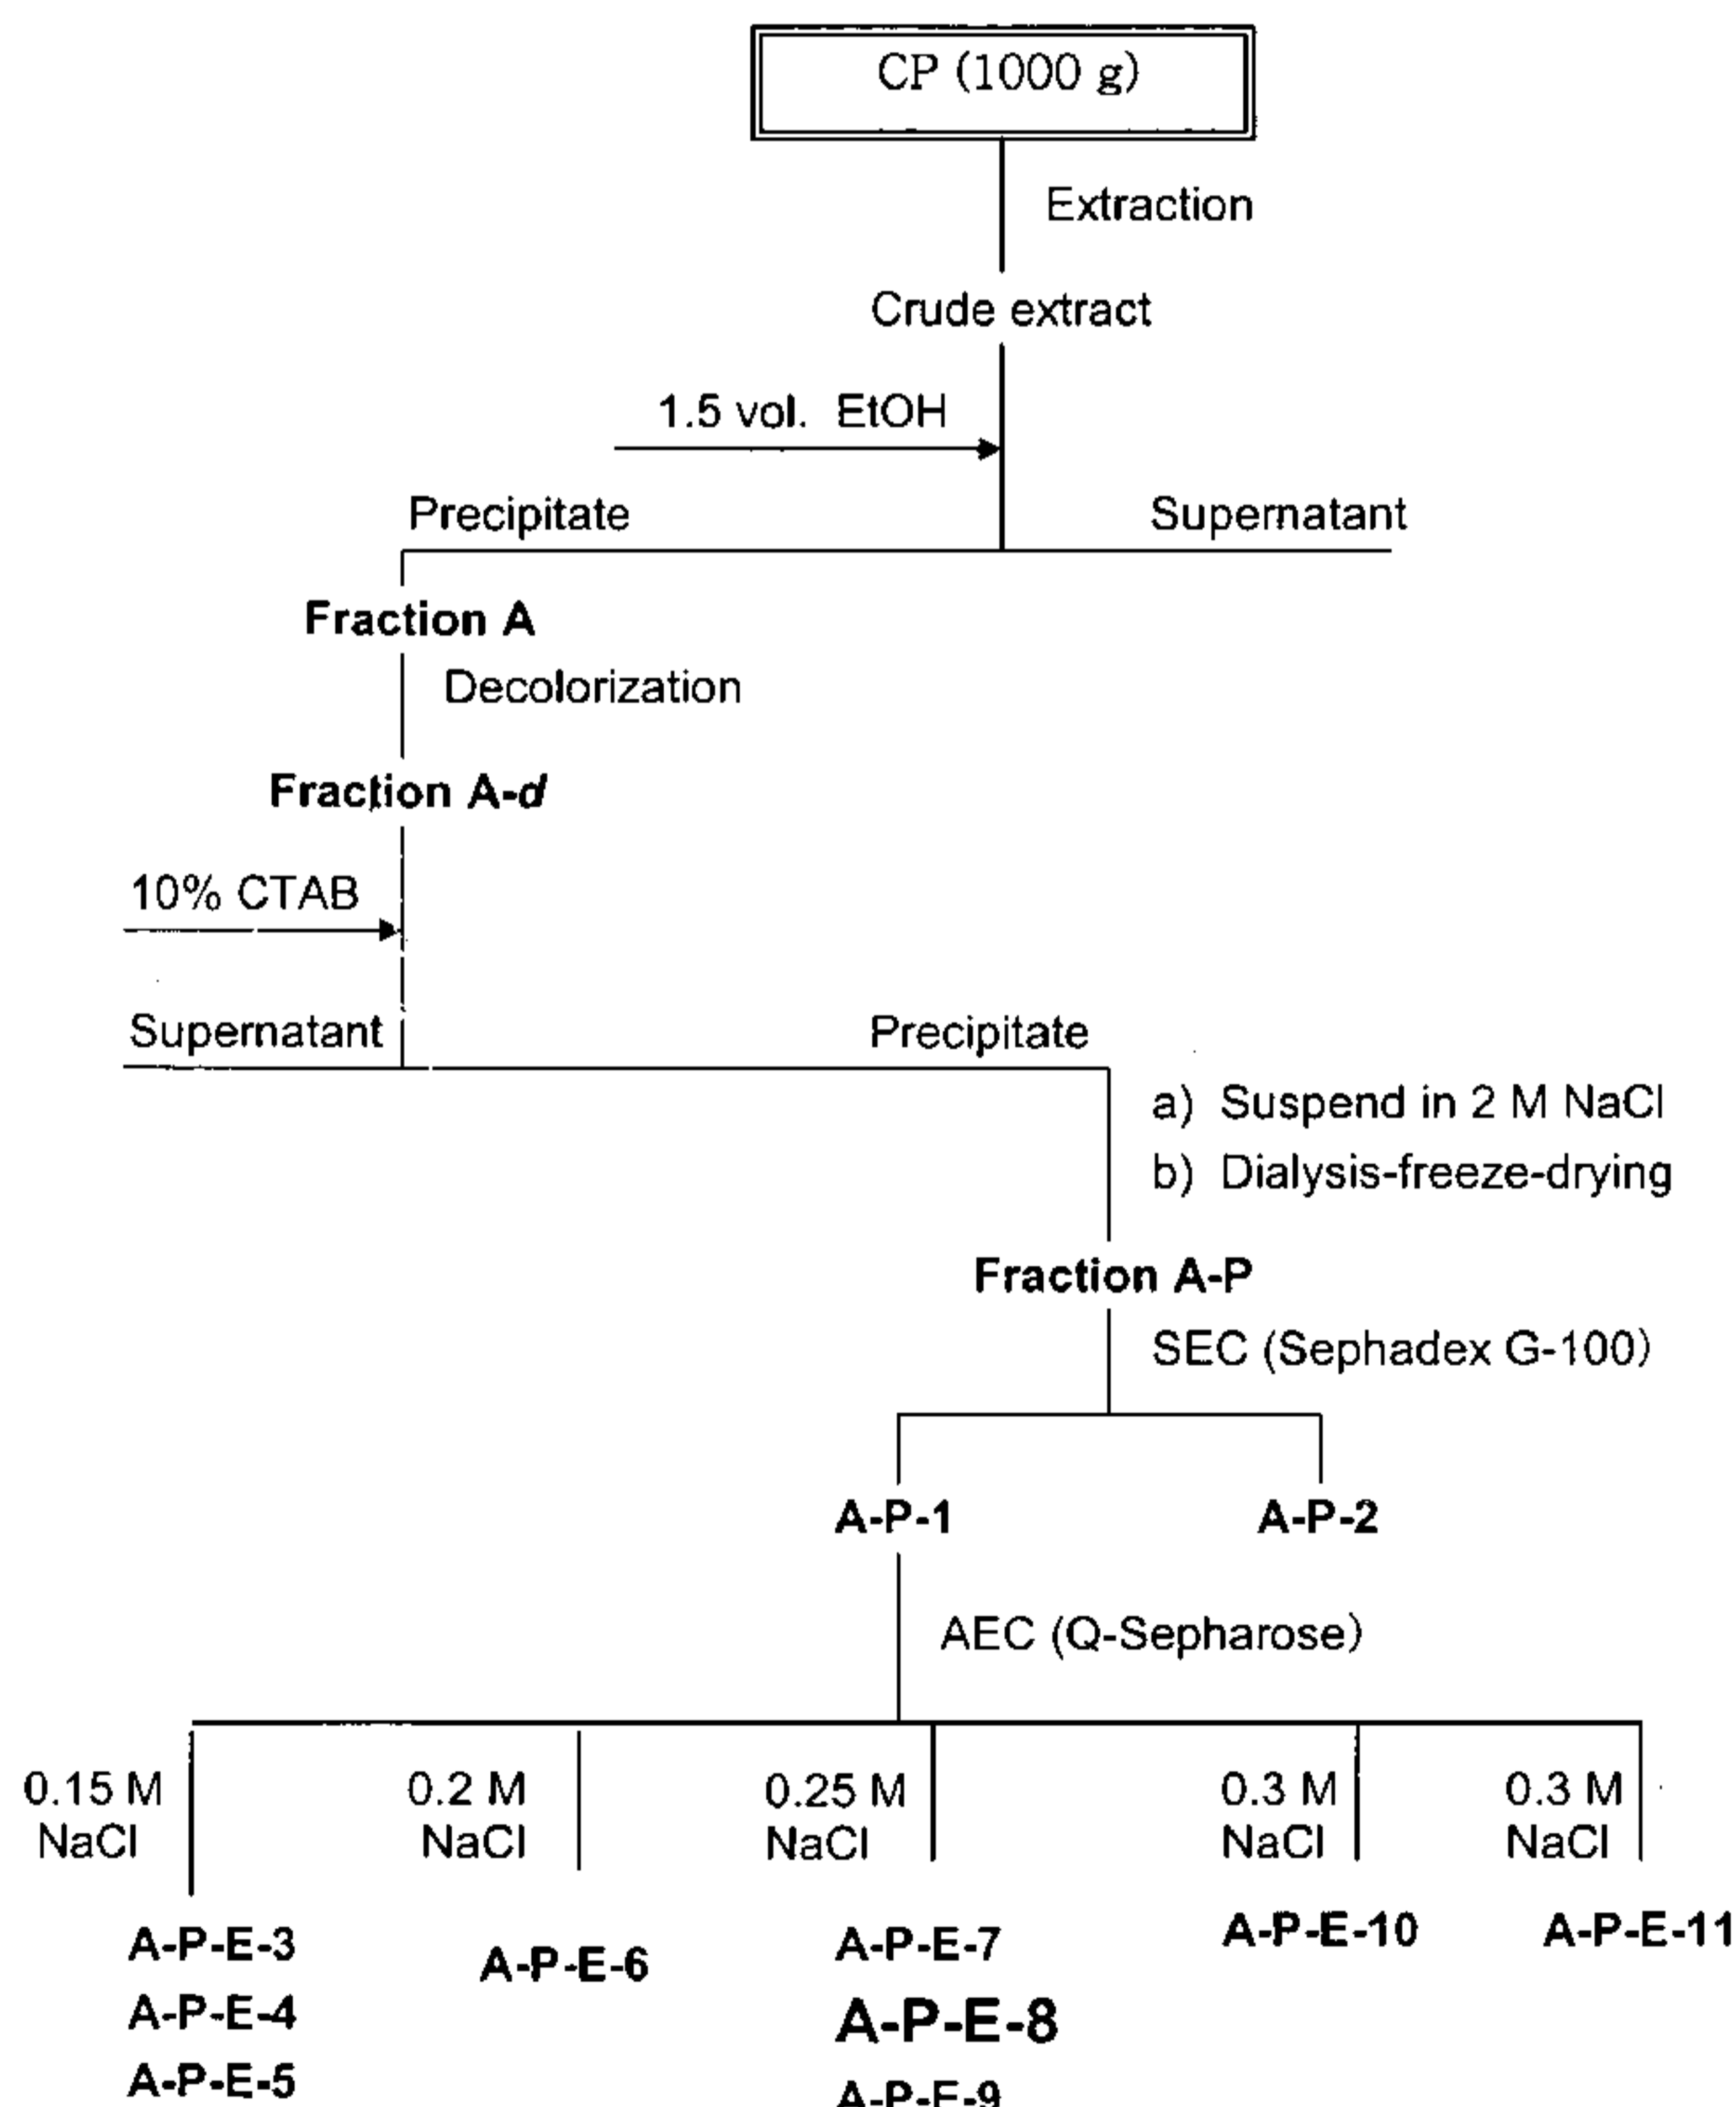 CP (1000 g)
Extraction
Crude extract
1.5 vol. EtOH
Precipitate
Supernatant
Fraction A
Decolorization
Fraction A-d
10% CTAB
Supernatant
Precipitate
a) Suspend in 2 M NaCl
b) Dialysis-freeze-drying
Fraction A-P
SEC (Sephadex G-100)
A-P-1
A-P-2
AEC (Q-Sepharose)
0.15 M
NaCl
0.2 M
NaCl
0.25 M
NaCl
0.3 M
NaCl
0.3 M
NaCl
A-P-E-3
A-P-E-4
A-P-E-5
A-P-E-6
A-P-E-7
A-P-E-8
A-P-E-9
A-P-E-10
A-P-E-11